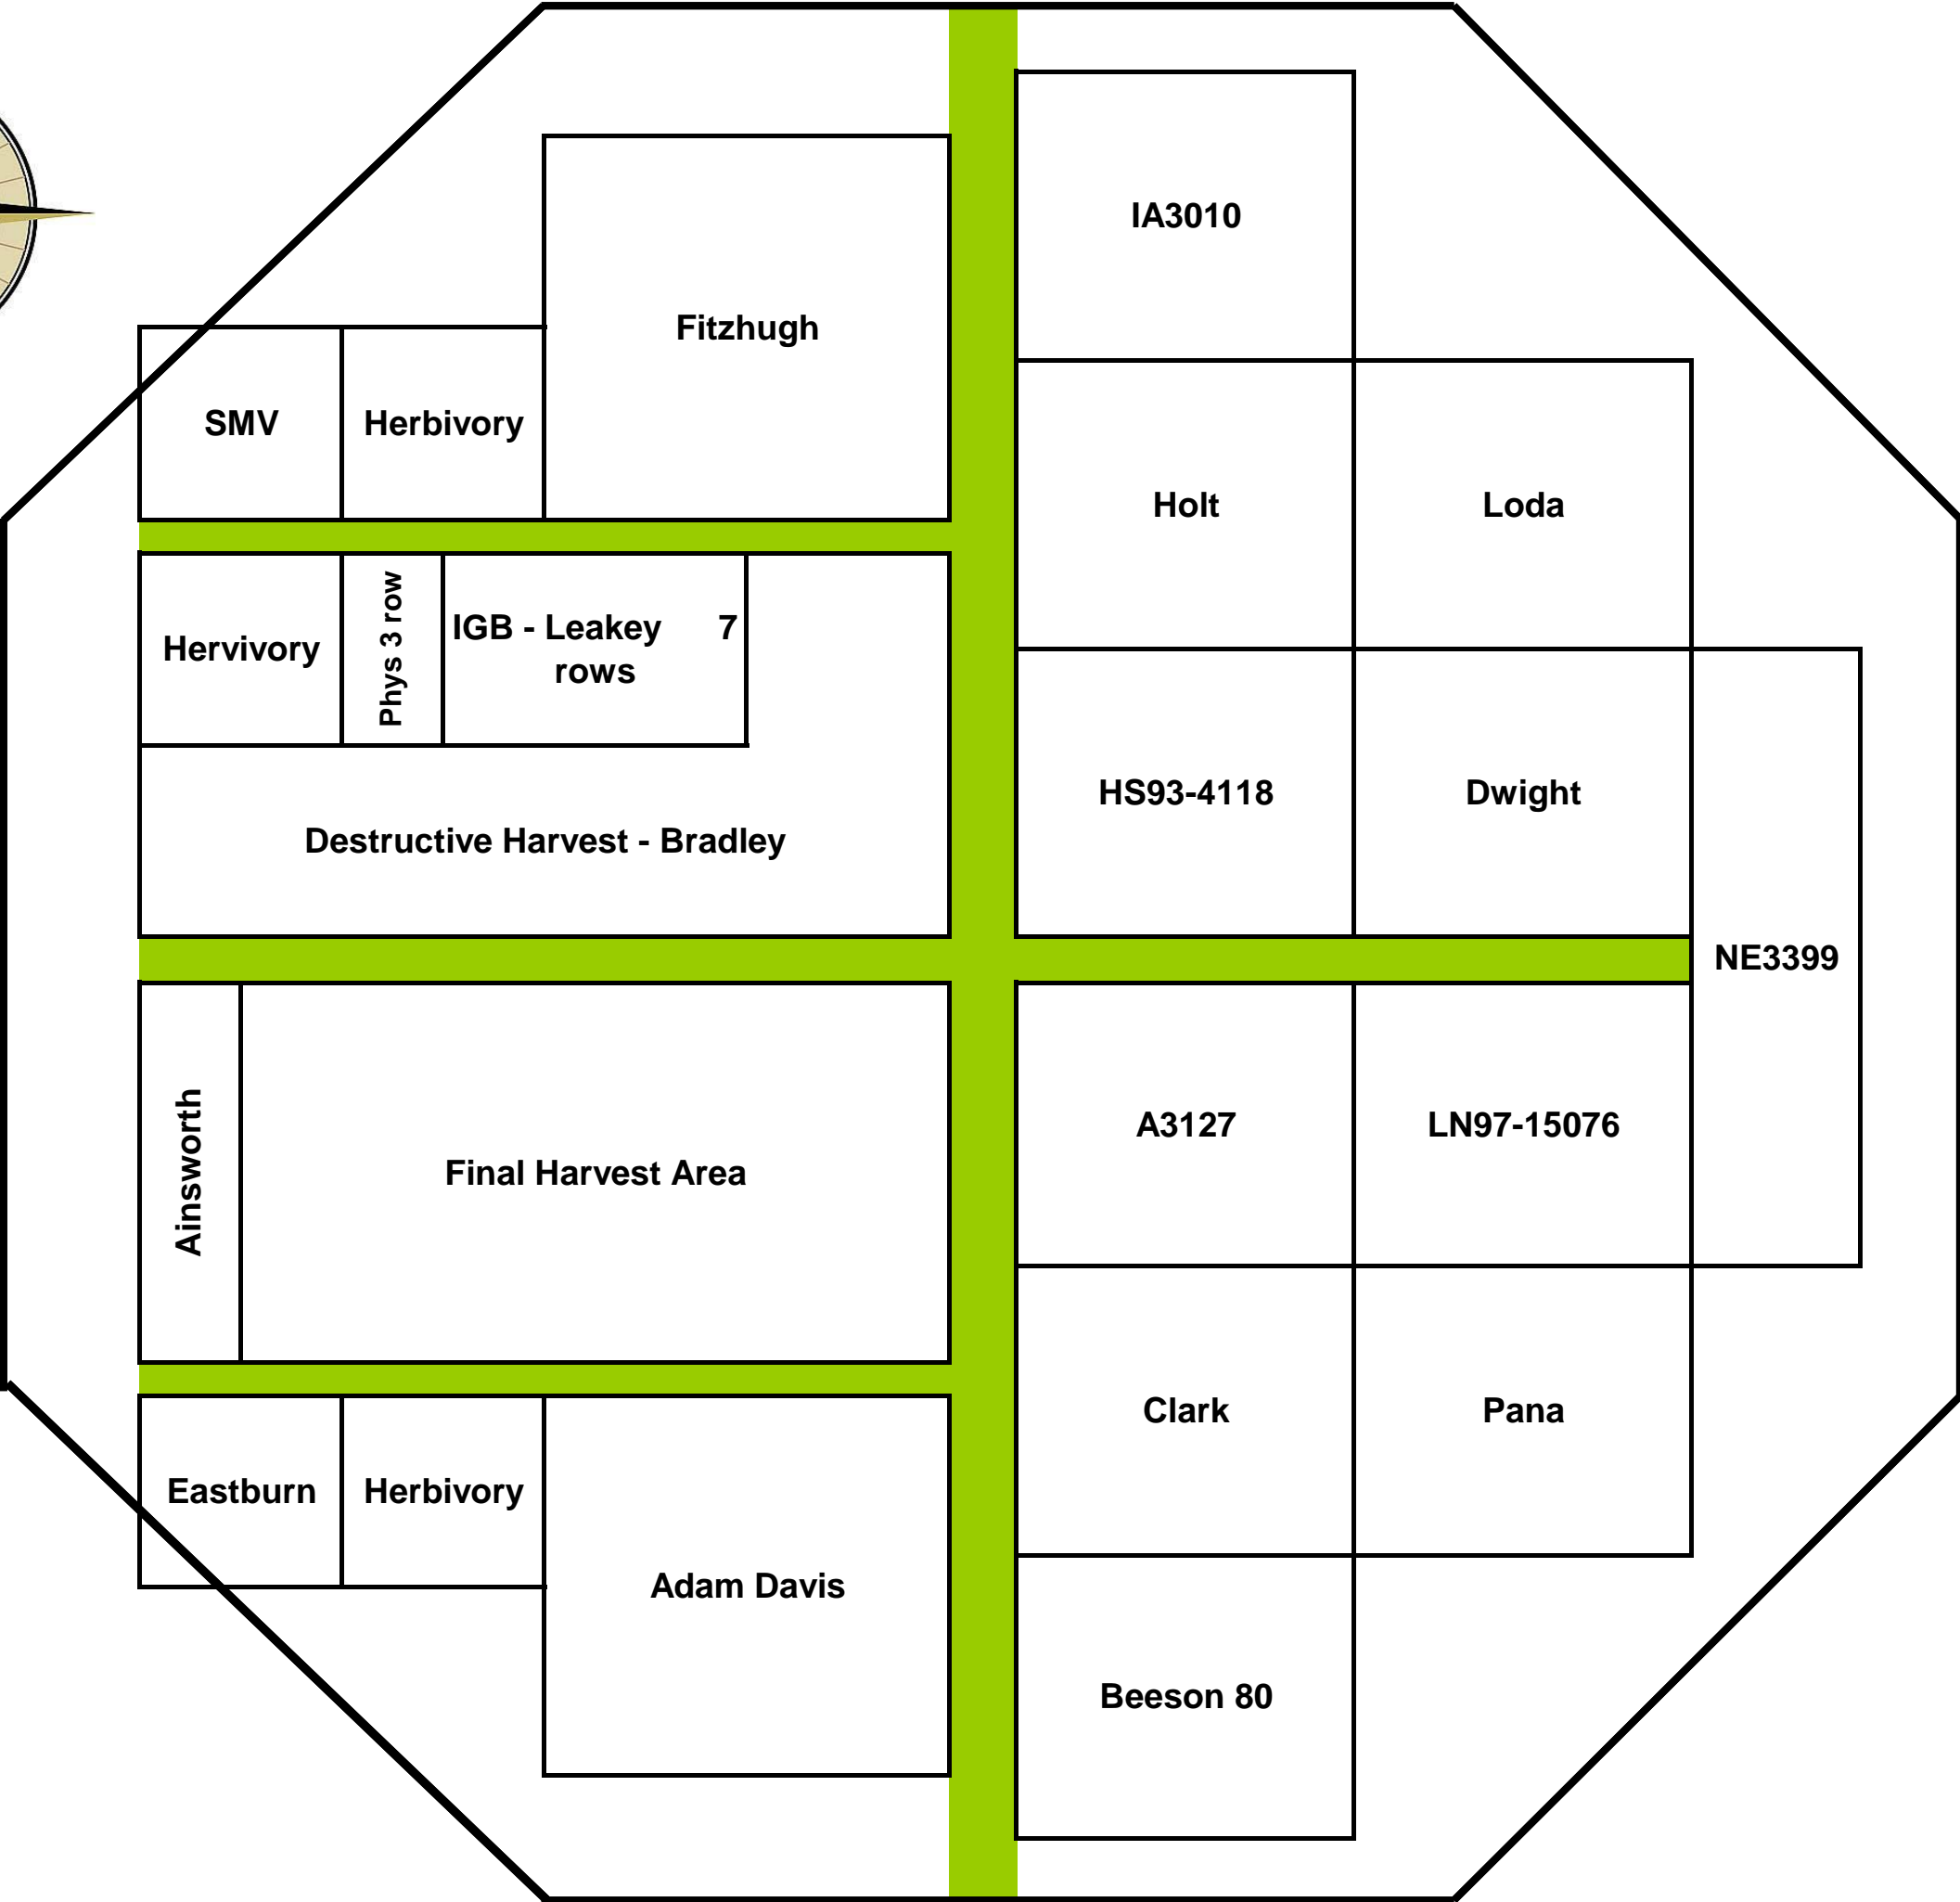 IA3010
Fitzhugh
SMV
Herbivory
Holt
Loda
Hervivory
Phys 3 row
IGB - Leakey 7
rows
HS93-4118
Dwight
Destructive Harvest - Bradley
NE3399
A3127
LN97-15076
Ainsworth
Final Harvest Area
Clark
Pana
Eastburn
Herbivory
Adam Davis
Beeson 80